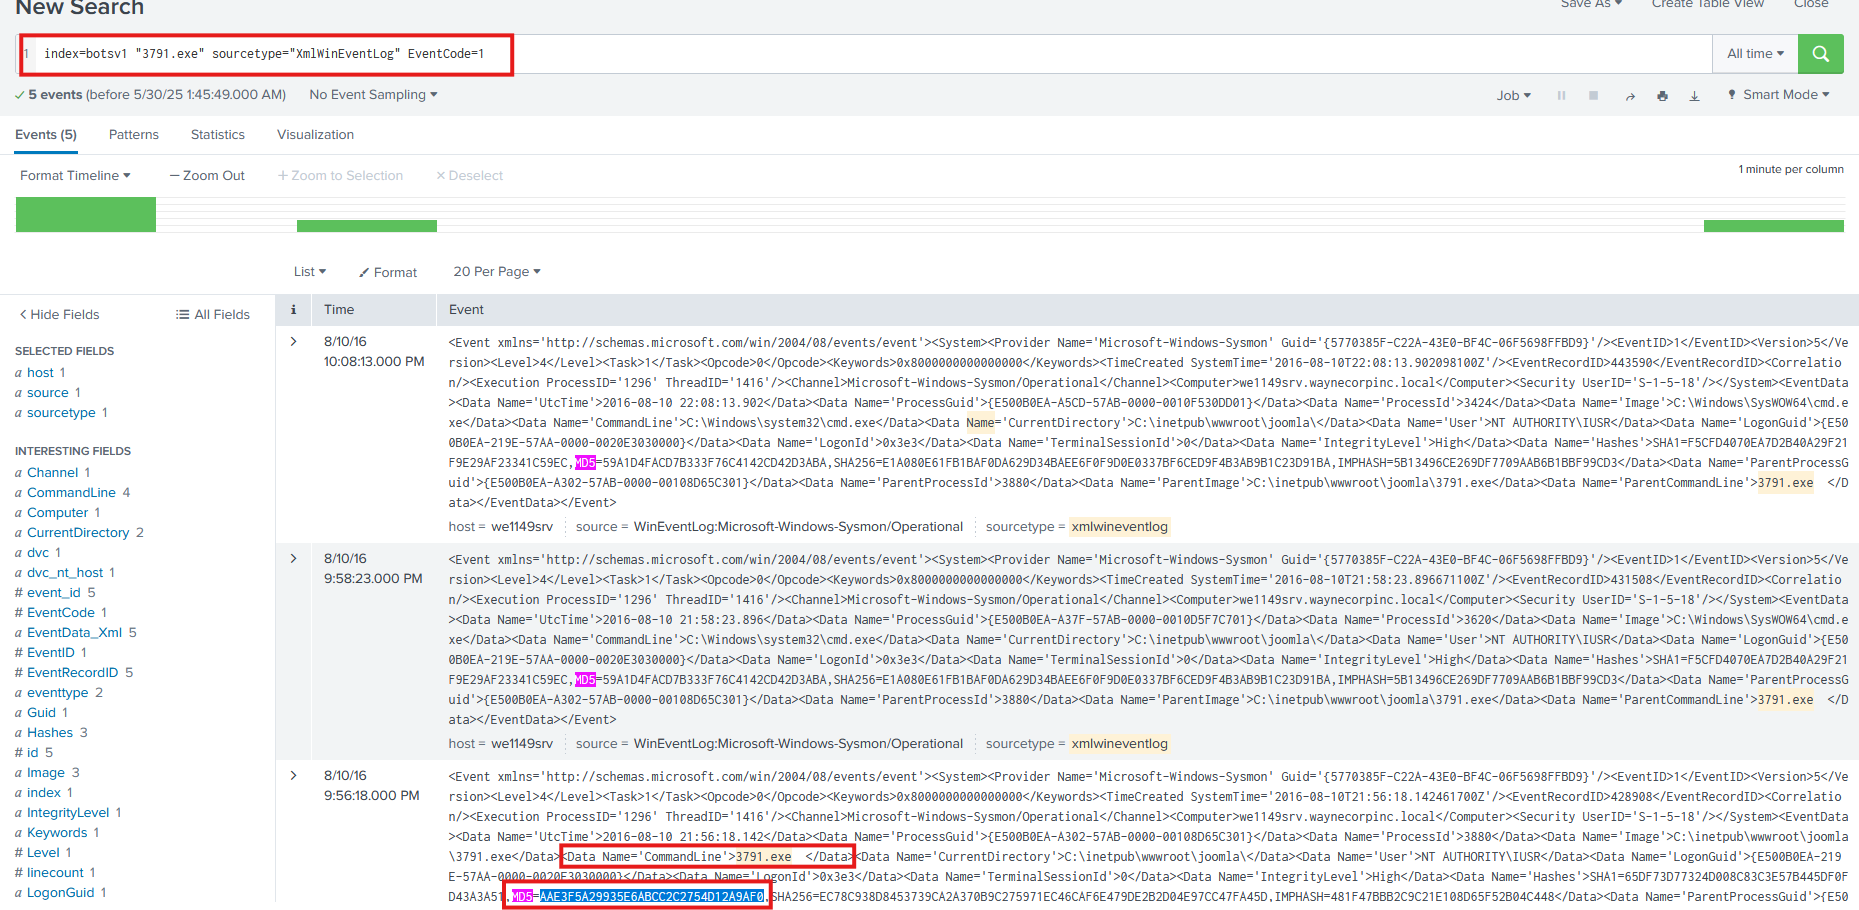 New Search
Save As
Create Table View
Close
1 index=botsv1 "3791.exe" sourcetype="XmlWinEventLog" EventCode=1
All time
5 events (before 5/30/25 1:45:49.000 AM)
No Event Sampling
Job
Smart Mode
Events (5)
Patterns
Statistics
Visualization
Format Timeline
— Zoom Out
+ Zoom to Selection
× Deselect
1 minute per column
List
Format
20 Per Page
< Hide Fields
All Fields
i
Time
Event
SELECTED FIELDS
a host 1
a source 1
a sourcetype 1
INTERESTING FIELDS
a Channel 1
a CommandLine 4
a Computer 1
a CurrentDirectory 2
a dvc 1
a dvc_nt_host 1
# event_id 5
# EventCode 1
a EventData_Xml 5
# EventID 1
# EventRecordID 5
a eventtype 2
a Guid 1
a Hashes 3
# id 5
a Image 3
a index 1
a IntegrityLevel 1
a Keywords 1
# Level 1
# linecount 1
a LogonGuid 1
8/10/16
10:08:13.000 PM
<Event xmlns='http://schemas.microsoft.com/win/2004/08/events/event'><System><Provider Name='Microsoft-Windows-Sysmon' Guid='{5770385F-C22A-43E0-BF4C-06F5698FFBD9}'/><EventID>1</EventID><Version>5</Ve
rsion><Level>4</Level><Task>1</Task><Opcode>0</Opcode><Keywords>0x8000000000000000</Keywords><TimeCreated SystemTime='2016-08-10T22:08:13.902098100Z'/><EventRecordID>443590</EventRecordID><Correlatio
n/><Execution ProcessID='1296' ThreadID='1416'/><Channel>Microsoft-Windows-Sysmon/Operational</Channel><Computer>we1149srv.waynecorpinc.local</Computer><Security UserID='S-1-5-18'/></System><EventData
><Data Name='UtcTime'>2016-08-10 22:08:13.902</Data><Data Name='ProcessGuid'>{E500B0EA-A5CD-57AB-0000-0010F530DD01}</Data><Data Name='ProcessId'>3424</Data><Data Name='Image'>C:\Windows\SysWOW64\cmd.e
xe</Data><Data Name='CommandLine'>C:\Windows\system32\cmd.exe</Data><Data Name='CurrentDirectory'>C:\inetpub\wwwroot\joomla\</Data><Data Name='User'>NT AUTHORITY\IUSR</Data><Data Name='LogonGuid'>{E50
0B0EA-219E-57AA-0000-0020E3030000}</Data><Data Name='LogonId'>0x3e3</Data><Data Name='TerminalSessionId'>0</Data><Data Name='IntegrityLevel'>High</Data><Data Name='Hashes'>SHA1=F5CFD4070EA7D2B40A29F21
F9E29AF23341C59EC,MD5=59A1D4FACD7B333F76C4142CD42D3ABA,SHA256=E1A080E61FB1BAF0DA629D34BAEE6F0F9D0E0337BF6CED9F4B3AB9B1C23D91BA,IMPHASH=5B13496CE269DF7709AAB6B1BBF99CD3</Data><Data Name='ParentProcessG
uid'>{E500B0EA-A302-57AB-0000-00108D65C301}</Data><Data Name='ParentProcessId'>3880</Data><Data Name='ParentImage'>C:\inetpub\wwwroot\joomla\3791.exe</Data><Data Name='ParentCommandLine'>3791.exe  </D
ata></EventData></Event>
host = we1149srv source = WinEventLog:Microsoft-Windows-Sysmon/Operational sourcetype = xmlwineventlog
8/10/16
9:58:23.000 PM
<Event xmlns='http://schemas.microsoft.com/win/2004/08/events/event'><System><Provider Name='Microsoft-Windows-Sysmon' Guid='{5770385F-C22A-43E0-BF4C-06F5698FFBD9}'/><EventID>1</EventID><Version>5</Ve
rsion><Level>4</Level><Task>1</Task><Opcode>0</Opcode><Keywords>0x8000000000000000</Keywords><TimeCreated SystemTime='2016-08-10T21:58:23.896671100Z'/><EventRecordID>431508</EventRecordID><Correlatio
n/><Execution ProcessID='1296' ThreadID='1416'/><Channel>Microsoft-Windows-Sysmon/Operational</Channel><Computer>we1149srv.waynecorpinc.local</Computer><Security UserID='S-1-5-18'/></System><EventData
><Data Name='UtcTime'>2016-08-10 21:58:23.896</Data><Data Name='ProcessGuid'>{E500B0EA-A37F-57AB-0000-0010D5F7C701}</Data><Data Name='ProcessId'>3620</Data><Data Name='Image'>C:\Windows\SysWOW64\cmd.e
xe</Data><Data Name='CommandLine'>C:\Windows\system32\cmd.exe</Data><Data Name='CurrentDirectory'>C:\inetpub\wwwroot\joomla\</Data><Data Name='User'>NT AUTHORITY\IUSR</Data><Data Name='LogonGuid'>{E50
0B0EA-219E-57AA-0000-0020E3030000}</Data><Data Name='LogonId'>0x3e3</Data><Data Name='TerminalSessionId'>0</Data><Data Name='IntegrityLevel'>High</Data><Data Name='Hashes'>SHA1=F5CFD4070EA7D2B40A29F21
F9E29AF23341C59EC,MD5=59A1D4FACD7B333F76C4142CD42D3ABA,SHA256=E1A080E61FB1BAF0DA629D34BAEE6F0F9D0E0337BF6CED9F4B3AB9B1C23D91BA,IMPHASH=5B13496CE269DF7709AAB6B1BBF99CD3</Data><Data Name='ParentProcessG
uid'>{E500B0EA-A302-57AB-0000-00108D65C301}</Data><Data Name='ParentProcessId'>3880</Data><Data Name='ParentImage'>C:\inetpub\wwwroot\joomla\3791.exe</Data><Data Name='ParentCommandLine'>3791.exe  </D
ata></EventData></Event>
host = we1149srv source = WinEventLog:Microsoft-Windows-Sysmon/Operational sourcetype = xmlwineventlog
8/10/16
9:56:18.000 PM
<Event xmlns='http://schemas.microsoft.com/win/2004/08/events/event'><System><Provider Name='Microsoft-Windows-Sysmon' Guid='{5770385F-C22A-43E0-BF4C-06F5698FFBD9}'/><EventID>1</EventID><Version>5</Ve
rsion><Level>4</Level><Task>1</Task><Opcode>0</Opcode><Keywords>0x8000000000000000</Keywords><TimeCreated SystemTime='2016-08-10T21:56:18.142461700Z'/><EventRecordID>428908</EventRecordID><Correlatio
n/><Execution ProcessID='1296' ThreadID='1416'/><Channel>Microsoft-Windows-Sysmon/Operational</Channel><Computer>we1149srv.waynecorpinc.local</Computer><Security UserID='S-1-5-18'/></System><EventData
><Data Name='UtcTime'>2016-08-10 21:56:18.142</Data><Data Name='ProcessGuid'>{E500B0EA-A302-57AB-0000-00108D65C301}</Data><Data Name='ProcessId'>3880</Data><Data Name='Image'>C:\inetpub\wwwroot\joomla
\3791.exe</Data><Data Name='CommandLine'>3791.exe  </Data><Data Name='CurrentDirectory'>C:\inetpub\wwwroot\joomla\</Data><Data Name='User'>NT AUTHORITY\IUSR</Data><Data Name='LogonGuid'>{E500B0EA-219
E-57AA-0000-0020E3030000}</Data><Data Name='LogonId'>0x3e3</Data><Data Name='TerminalSessionId'>0</Data><Data Name='IntegrityLevel'>High</Data><Data Name='Hashes'>SHA1=65DF73D77324D008C83C3E57B445DF0F
D43A3A51,MD5=AAE3F5A29935E6ABCC2C2754D12A9AF0,SHA256=EC78C938D8453739CA2A370B9C275971EC46CAF6E479DE2B2D04E97CC47FA45D,IMPHASH=481F47BBB2C9C21E108D65F52B04C448</Data><Data Name='ParentProcessGuid'>{E50